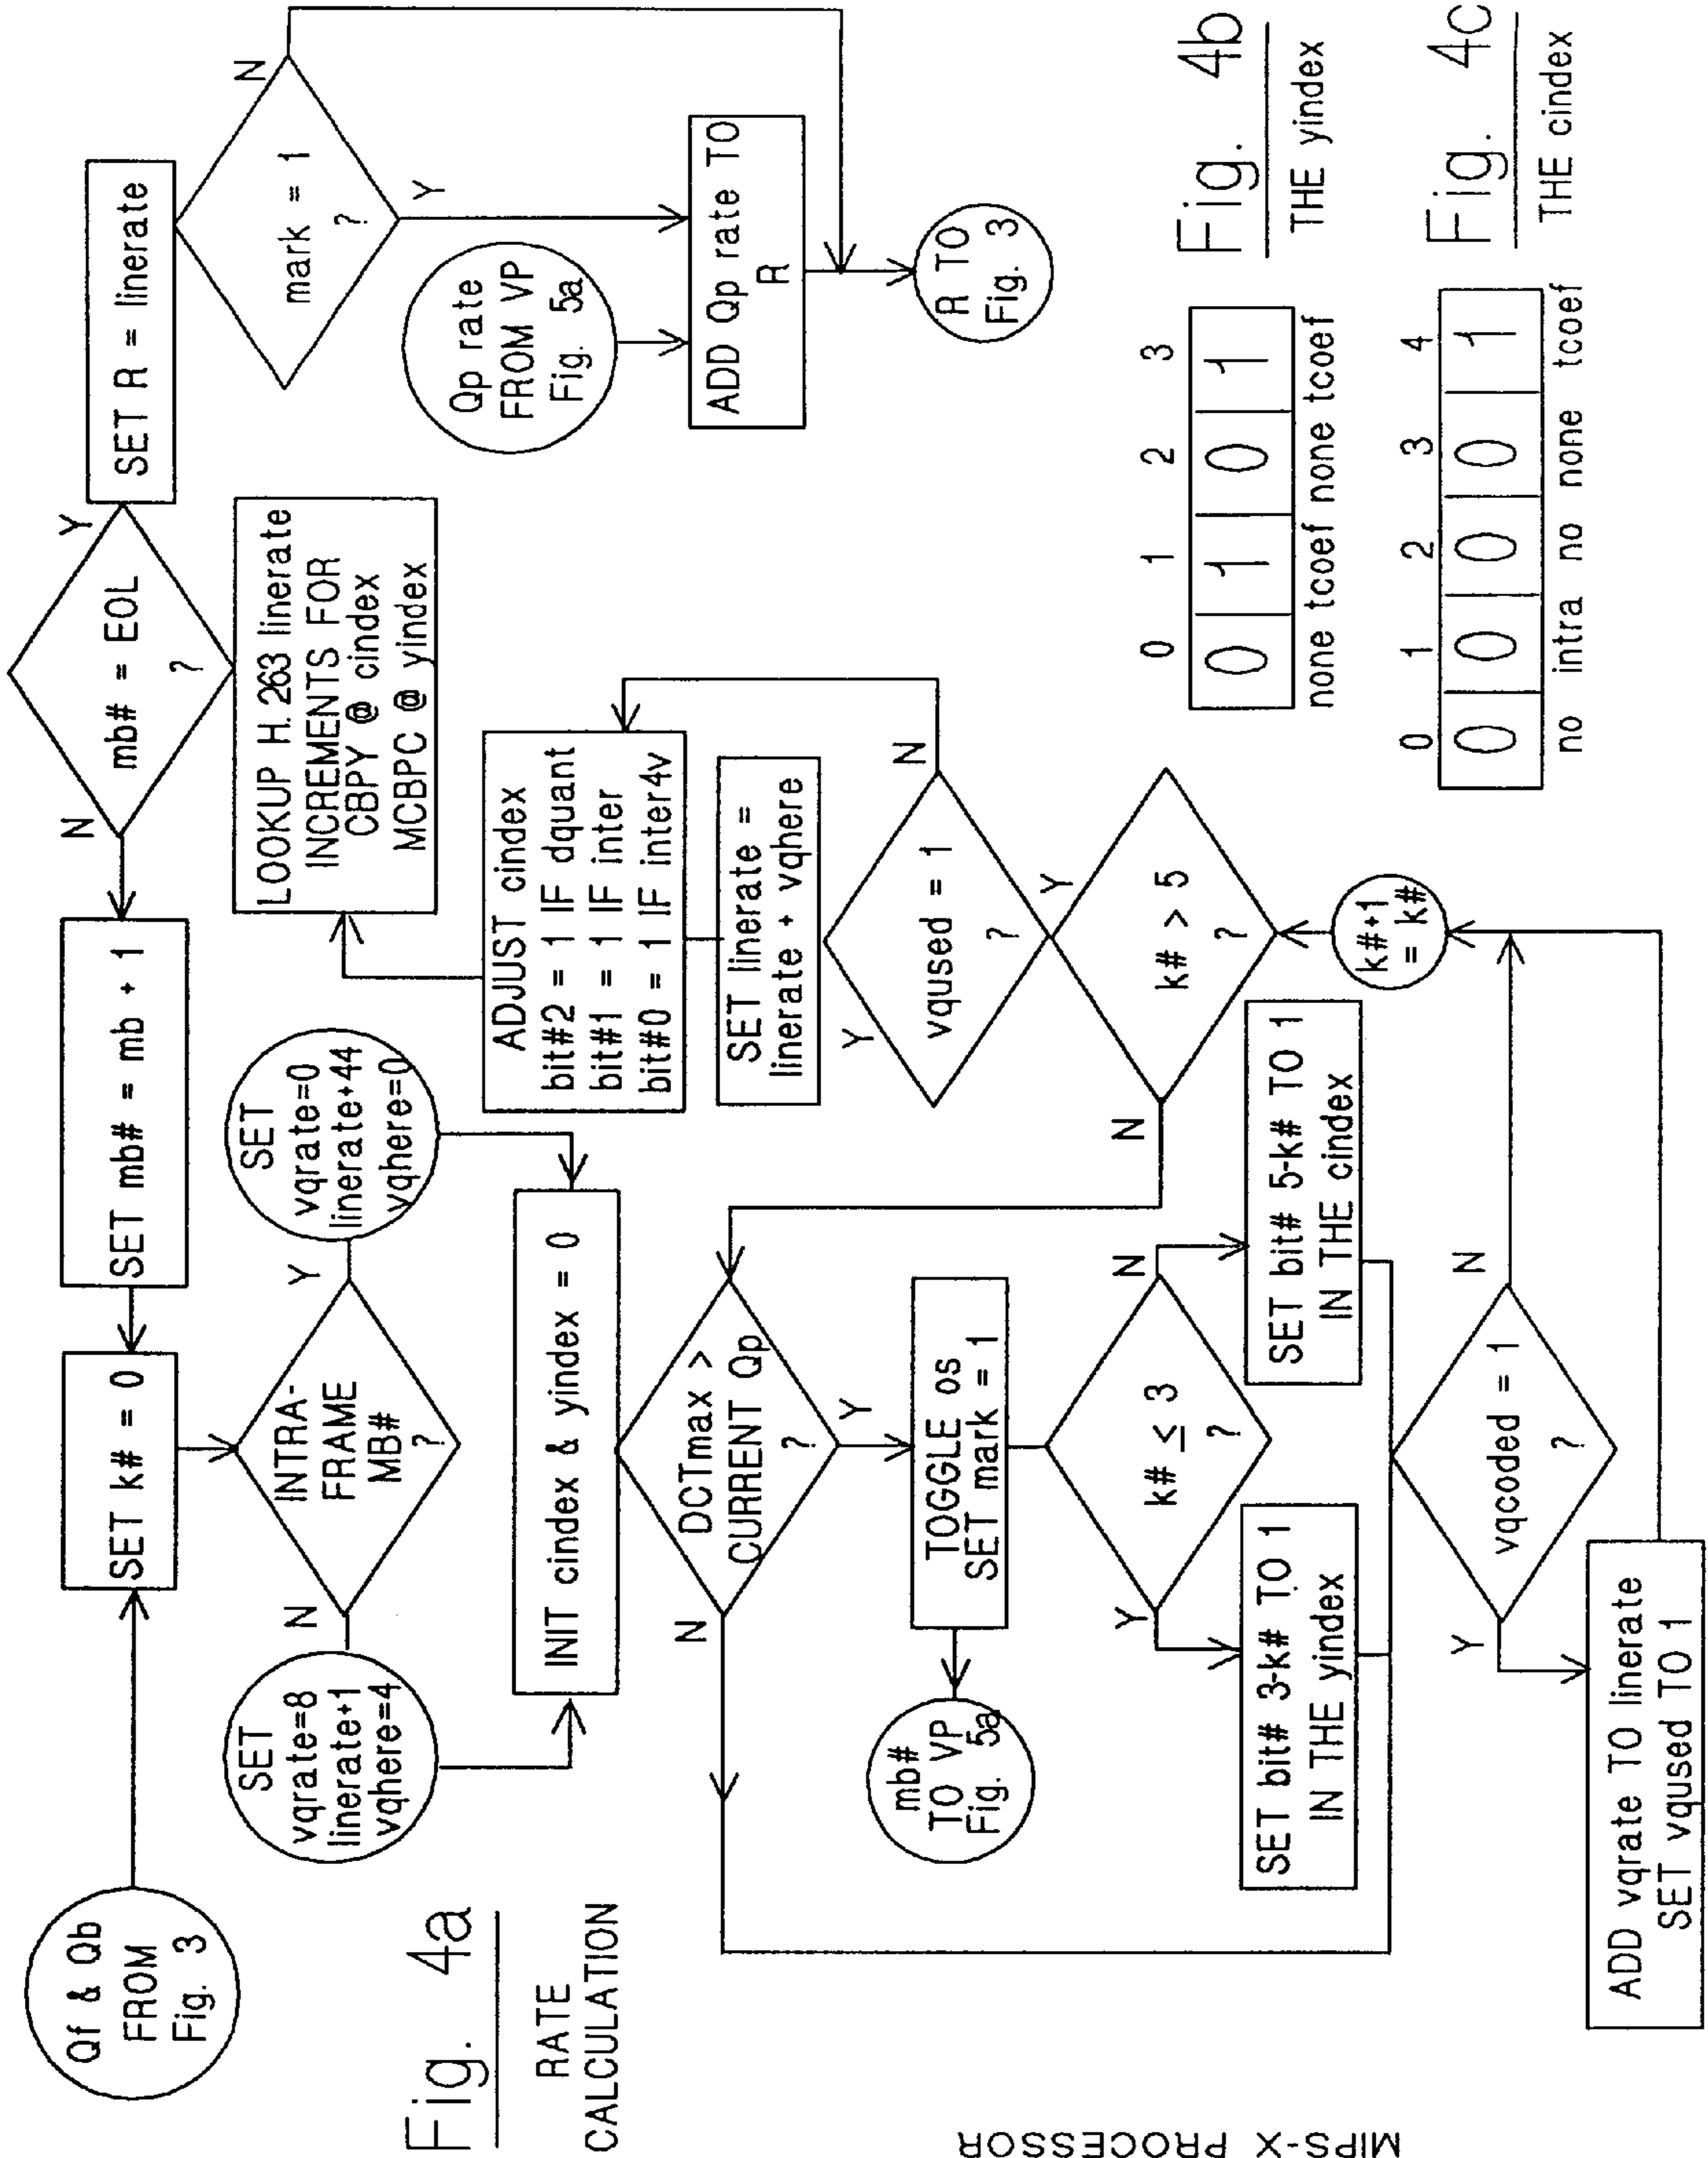 Qf & Qb
FROM
Fig. 3
SET k# = 0
SET mb# = mb + 1
N
mb# = EOL
?
Y
SET R = linerate
mark = 1
?
N
Y
Qp rate
FROM VP
Fig. 5a
ADD Qp rate TO
R
R TO
Fig. 3
LOOKUP H.263 linerate
INCREMENTS FOR
CBPY @ cindex
MCBPC @ yindex
INTRA-
FRAME
MB#
?
N
Y
SET
vqrate=8
linerate+1
vqhere=4
SET
vqrate=0
linerate+44
vqhere=0
INIT cindex & yindex = 0
ADJUST cindex
bit#2 = 1 IF dquant
bit#1 = 1 IF inter
bit#0 = 1 IF inter4v
SET linerate =
linerate + vqhere
vqused = 1
?
Y
N
k# > 5
?
Y
N
k#+1
= k#
DCTmax >
CURRENT Qp
?
N
Y
TOGGLE os
SET mark = 1
mb#
TO VP
Fig. 5a
k# ≤ 3
?
Y
N
SET bit# 3-k# TO 1
IN THE yindex
SET bit# 5-k# TO 1
IN THE cindex
vqcoded = 1
?
Y
N
ADD vqrate TO linerate
SET vqused TO 1
Fig. 4a
RATE
CALCULATION
Fig. 4b
THE yindex
0 1 2 3
0 1 0 1
none tcoef none tcoef
Fig. 4c
THE cindex
0 1 2 3 4
0 0 0 0 1
no intra no none tcoef
MIPS-X PROCESSOR